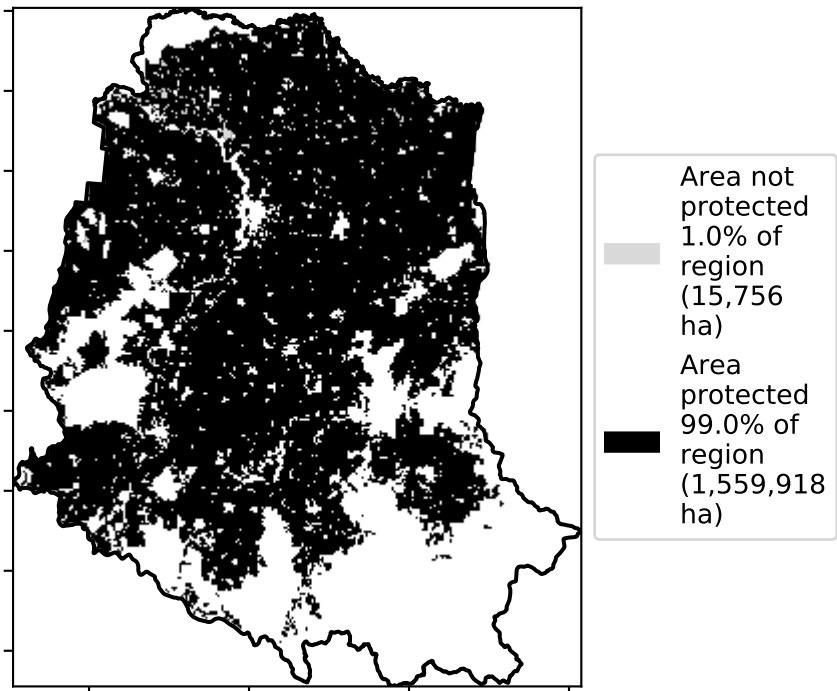 Area not
protected
1.0% of
region
(15,756
ha)
Area
protected
99.0% of
region
(1,559,918
ha)